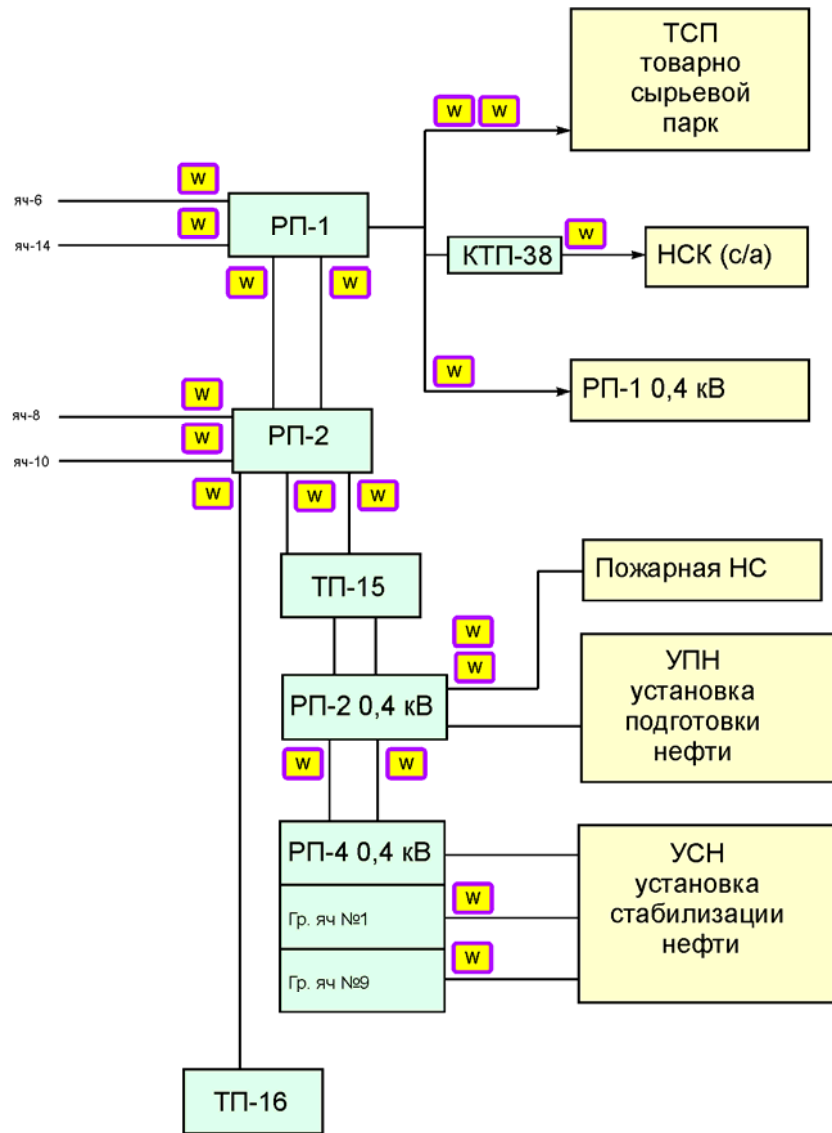 ТСП
товарно
сырьевой
парк
W W
W
яч-6
РП-1
W
яч-14
КТП-38
W
НСК (с/а)
W
W
W
РП-1 0,4 кВ
W
яч-8
РП-2
W
яч-10
W
W
W
ТП-15
Пожарная НС
W
W
РП-2 0,4 кВ
УПН
установка
подготовки
нефти
W
W
РП-4 0,4 кВ
Гр. яч №1
W
Гр. яч №9
W
УСН
установка
стабилизации
нефти
ТП-16